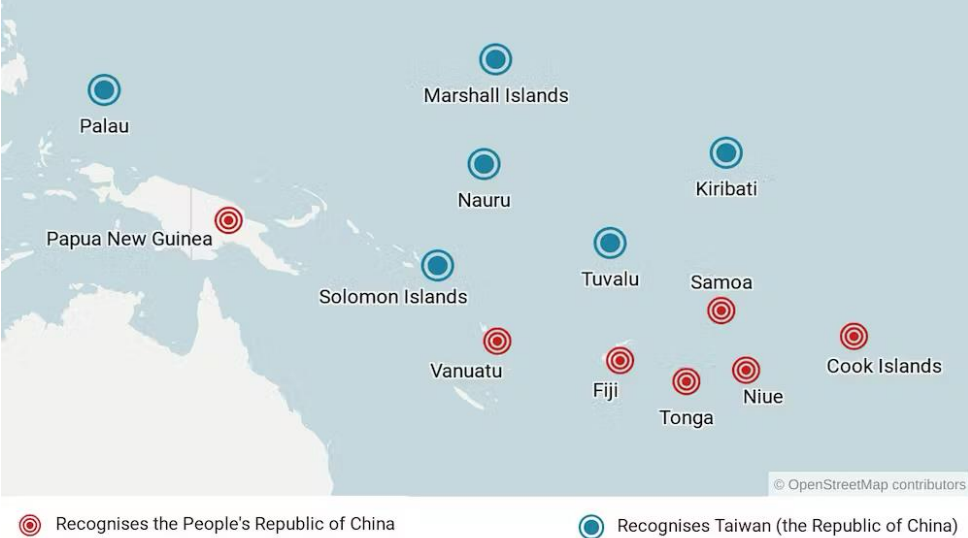 Marshall Islands
Palau
Nauru
Kiribati
Papua New Guinea
Solomon Islands
Tuvalu
Samoa
Vanuatu
Cook Islands
Fiji
Niue
Tonga
© OpenStreetMap contributors
Recognises the People's Republic of China
Recognises Taiwan (the Republic of China)